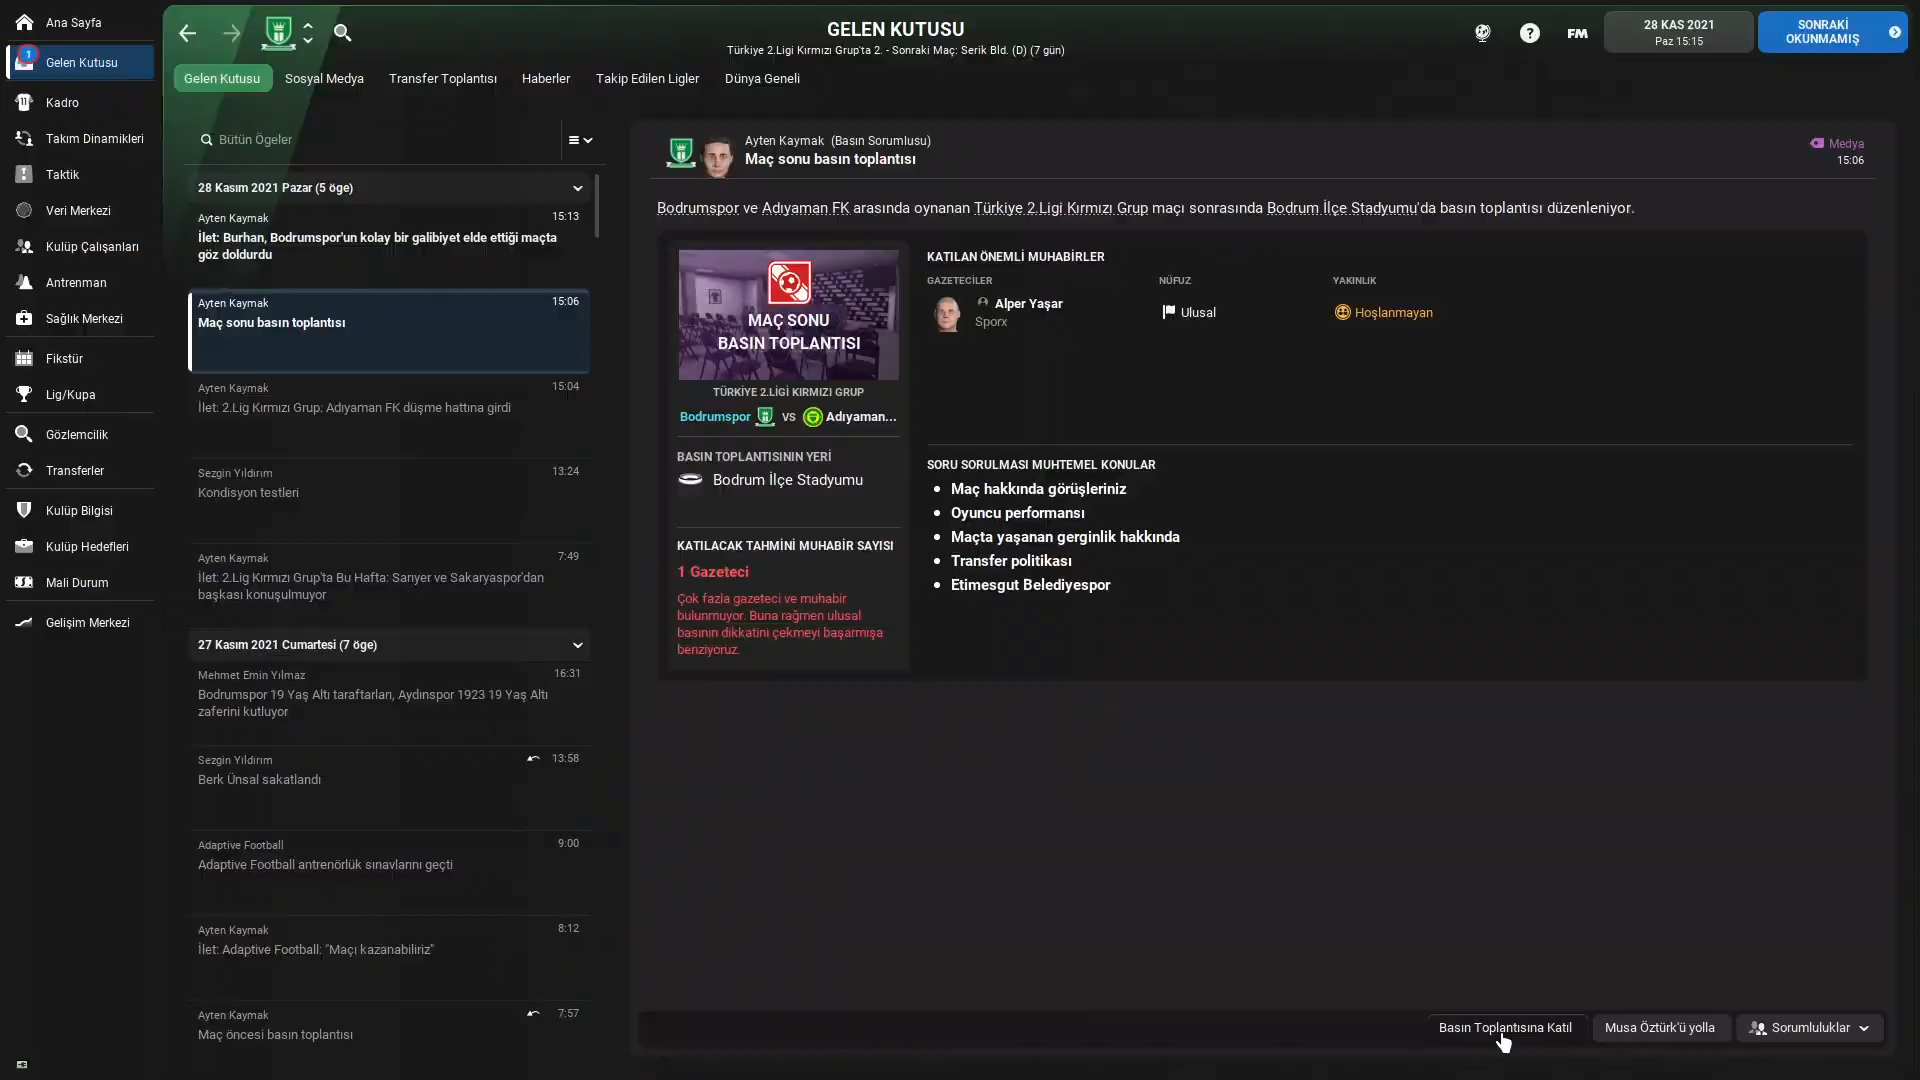 Ana Sayfa
1
Gelen Kutusu
Kadro
Takım Dinamikleri
Taktik
Veri Merkezi
Kulüp Çalışanları
Antrenman
Sağlık Merkezi
Fikstür
Lig/Kupa
Gözlemcilik
Transferler
Kulüp Bilgisi
Kulüp Hedefleri
Mali Durum
Gelişim Merkezi
GELEN KUTUSU
Türkiye 2.Ligi Kırmızı Grup'ta 2. - Sonraki Maç: Serik Bld. (D) (7 gün)
FM
28 KAS 2021
Paz 15:15
SONRAKİ
OKUNMAMIŞ
Gelen Kutusu Sosyal Medya Transfer Toplantısı Haberler Takip Edilen Ligler Dünya Geneli
Bütün Ögeler
28 Kasım 2021 Pazar (5 öge)
Ayten Kaymak 15:13
İlet: Burhan, Bodrumspor'un kolay bir galibiyet elde ettiği maçta
göz doldurdu
Ayten Kaymak 15:06
Maç sonu basın toplantısı
Ayten Kaymak 15:04
İlet: 2.Lig Kırmızı Grup: Adıyaman FK düşme hattına girdi
Sezgin Yıldırım 13:24
Kondisyon testleri
Ayten Kaymak 7:49
İlet: 2.Lig Kırmızı Grup'ta Bu Hafta: Sarıyer ve Sakaryaspor'dan
başkası konuşulmuyor
27 Kasım 2021 Cumartesi (7 öge)
Mehmet Emin Yılmaz 16:31
Bodrumspor 19 Yaş Altı taraftarları, Aydınspor 1923 19 Yaş Altı
zaferini kutluyor
Sezgin Yıldırım 13:58
Berk Ünsal sakatlandı
Adaptive Football 9:00
Adaptive Football antrenörlük sınavlarını geçti
Ayten Kaymak 8:12
İlet: Adaptive Football: "Maçı kazanabiliriz"
Ayten Kaymak 7:57
Maç öncesi basın toplantısı
Ayten Kaymak (Basın Sorumlusu)
Maç sonu basın toplantısı
Medya
15:06
Bodrumspor ve Adıyaman FK arasında oynanan Türkiye 2.Ligi Kırmızı Grup maçı sonrasında Bodrum İlçe Stadyumu'da basın toplantısı düzenleniyor.
MAÇ SONU
BASIN TOPLANTISI
TÜRKİYE 2.LİGİ KIRMIZI GRUP
Bodrumspor VS Adıyaman...
BASIN TOPLANTISININ YERİ
Bodrum İlçe Stadyumu
KATILACAK TAHMİNİ MUHABİR SAYISI
1 Gazeteci
Çok fazla gazeteci ve muhabir
bulunmuyor. Buna rağmen ulusal
basının dikkatini çekmeyi başarmışa
benziyoruz.
KATILAN ÖNEMLİ MUHABİRLER
GAZETECİLER NÜFUZ YAKINLIK
Alper Yaşar
Sporx
Ulusal
Hoşlanmayan
SORU SORULMASI MUHTEMEL KONULAR
Maç hakkında görüşleriniz
Oyuncu performansı
Maçta yaşanan gerginlik hakkında
Transfer politikası
Etimesgut Belediyespor
Basın Toplantısına Katıl Musa Öztürk'ü yolla Sorumluluklar